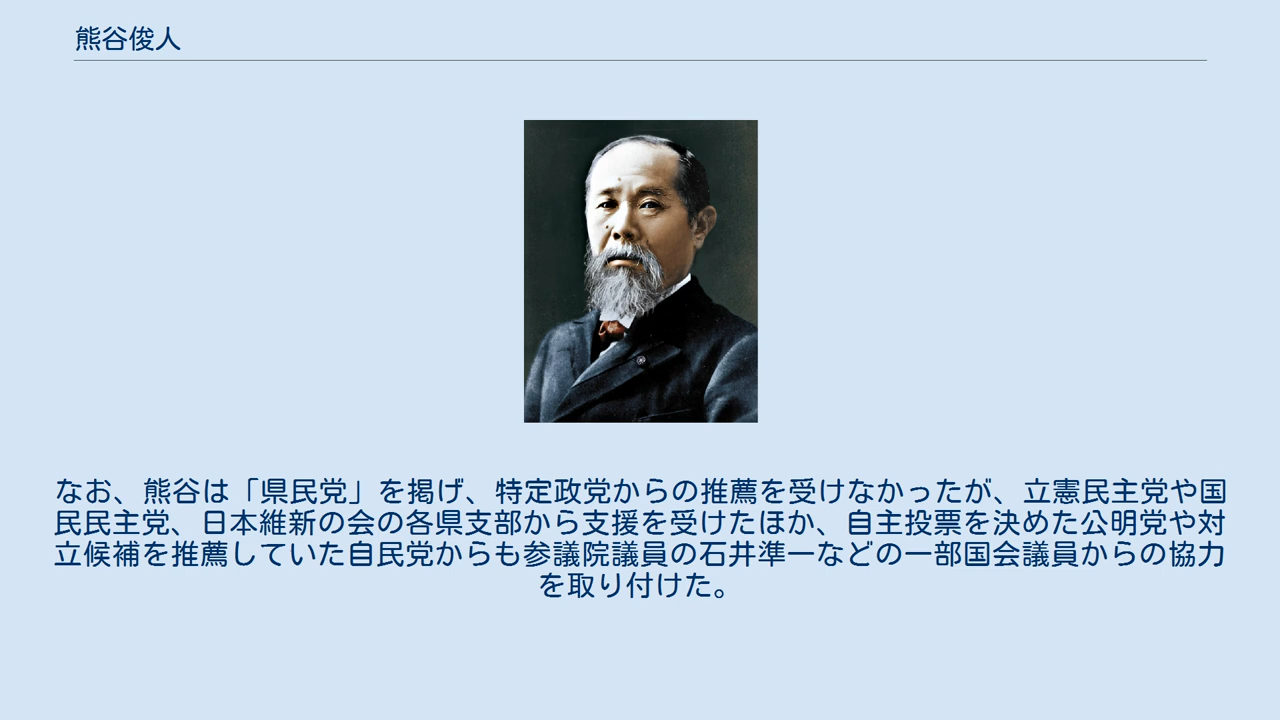 熊谷俊人
なお、熊谷は「県民党」を掲げ、特定政党からの推薦を受けなかったが、立憲民主党や国
民民主党、日本維新の会の各県支部から支援を受けたほか、自主投票を決めた公明党や対
立候補を推薦していた自民党からも参議院議員の石井準一などの一部国会議員からの協力
を取り付けた。